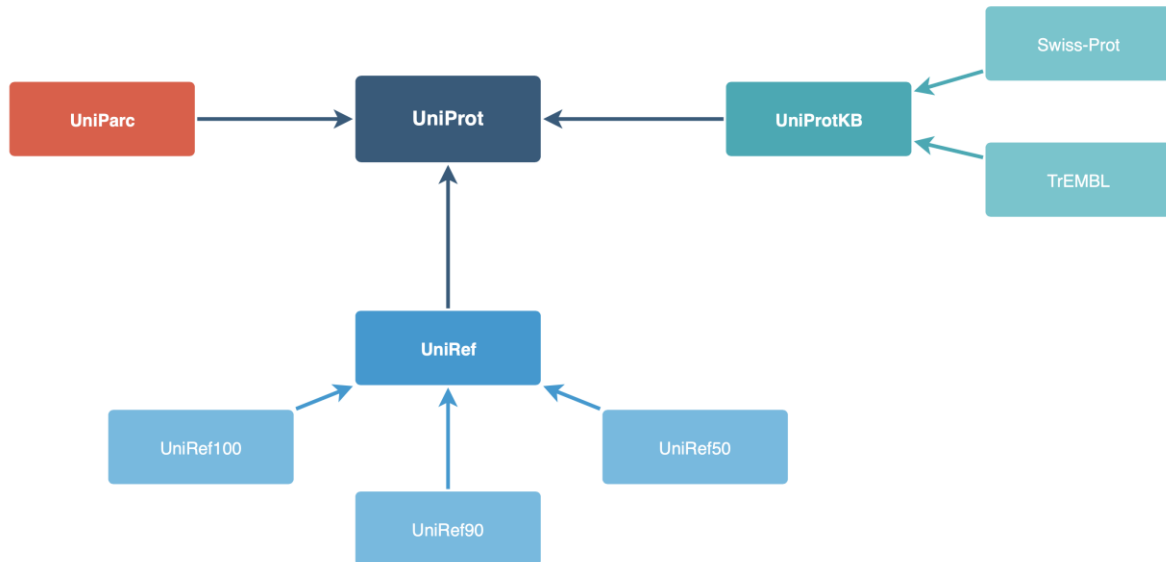 Swiss-Prot
UniParc
UniProt
UniProtKB
TrEMBL
UniRef
UniRef100
UniRef50
UniRef90